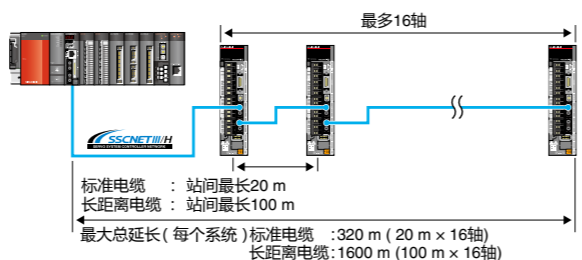 最多16轴
SSCNETIII/H
SERVO SYSTEM CONTROLLER NETWORK
标准电缆 : 站间最长20 m
长距离电缆 : 站间最长100 m
最大总延长 ( 每个系统 ) 标准电缆 :320 m ( 20 m × 16轴)
长距离电缆:1600 m (100 m × 16轴)